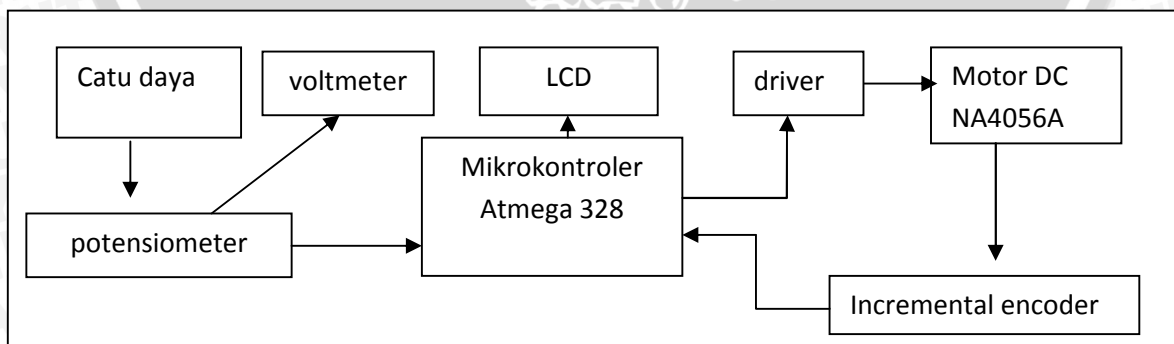 Catu daya
voltmeter
LCD
driver
Motor DC
NA4056A
Mikrokontroler
Atmega 328
potensiometer
Incremental encoder